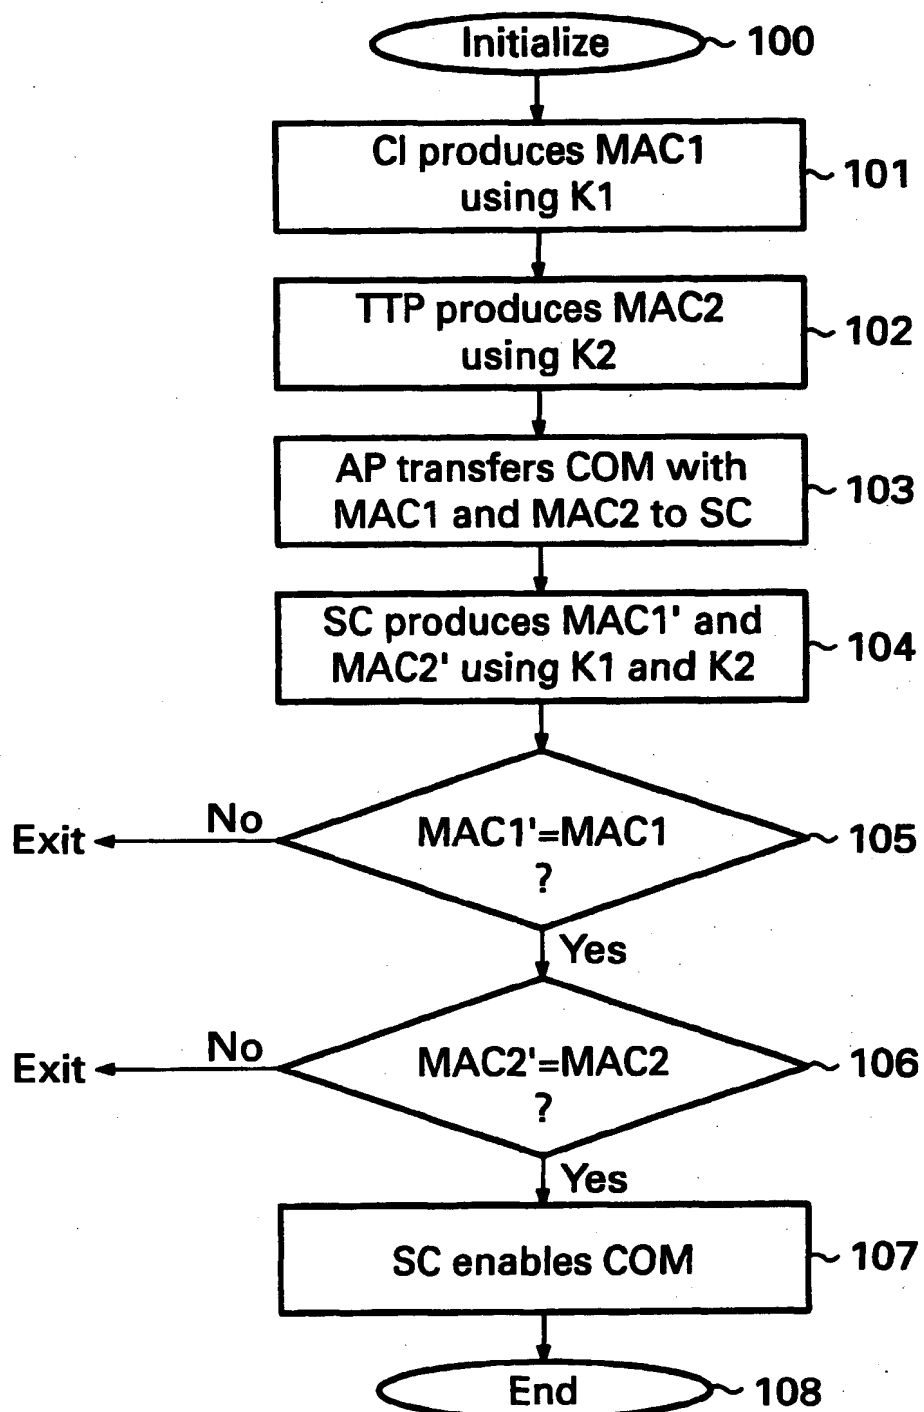 Initialize
100
CI produces MAC1
using K1
101
TTP produces MAC2
using K2
102
AP transfers COM with
MAC1 and MAC2 to SC
103
SC produces MAC1' and
MAC2' using K1 and K2
104
MAC1'=MAC1
?
105
No
Exit
Yes
MAC2'=MAC2
?
106
No
Exit
Yes
SC enables COM
107
End
108